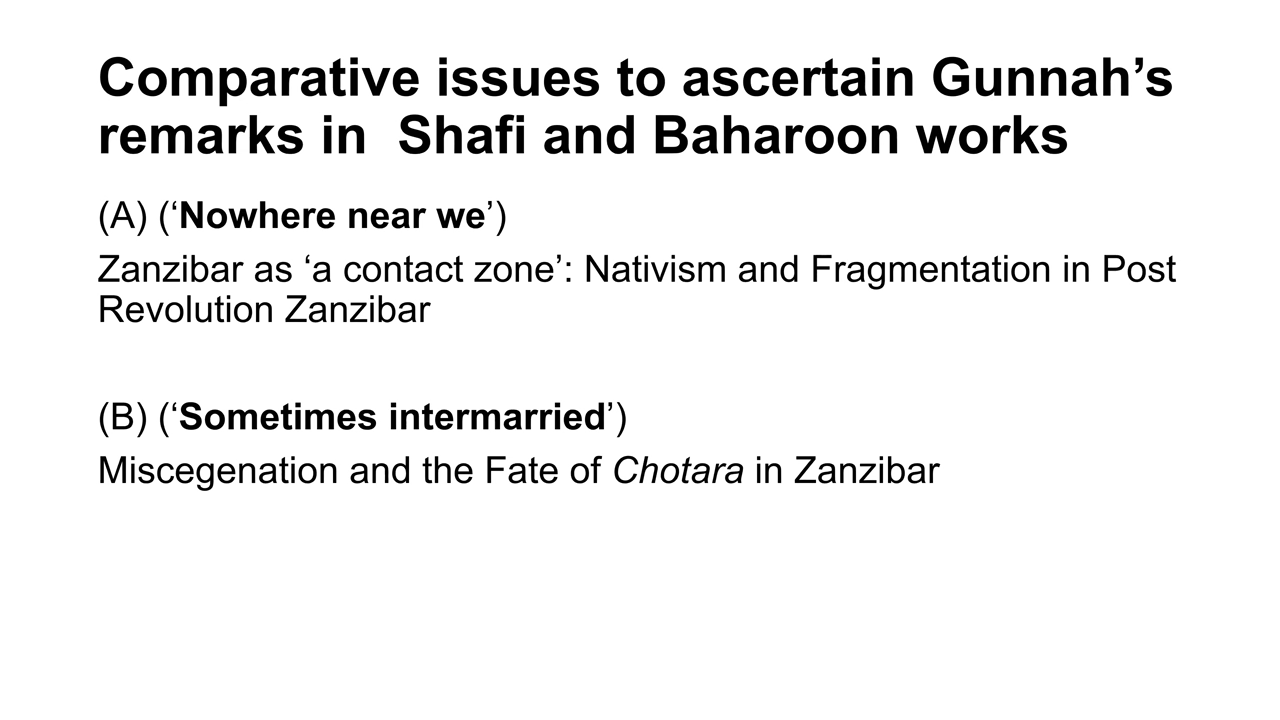 Comparative issues to ascertain Gunnah’s
remarks in  Shafi and Baharoon works
(A) (‘Nowhere near we’)
Zanzibar as ‘a contact zone’: Nativism and Fragmentation in Post
Revolution Zanzibar
(B) (‘Sometimes intermarried’)
Miscegenation and the Fate of Chotara in Zanzibar